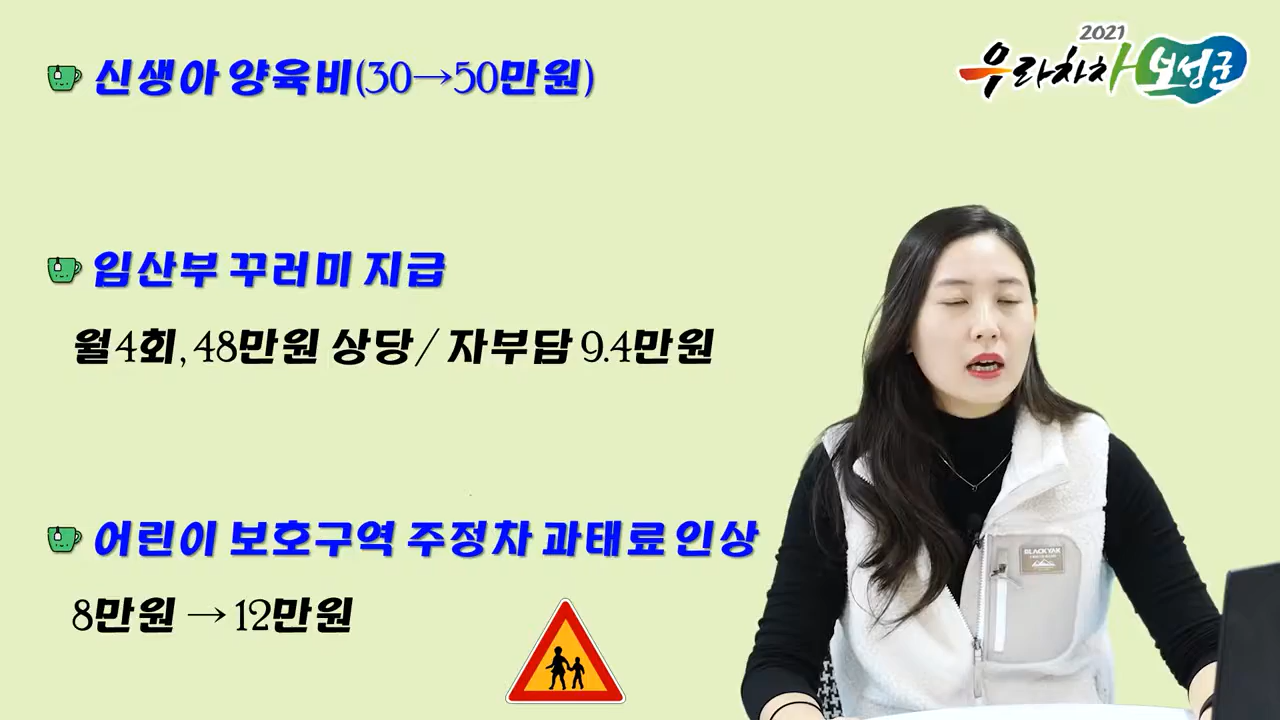 2021
우라차차 보성군
신생아 양육비(30→50만원)
임산부 꾸러미 지급
월4회, 48만원 상당 / 자부담 9.4만원
어린이 보호구역 주정차 과태료 인상
8만원 → 12만원
BLACKYAK